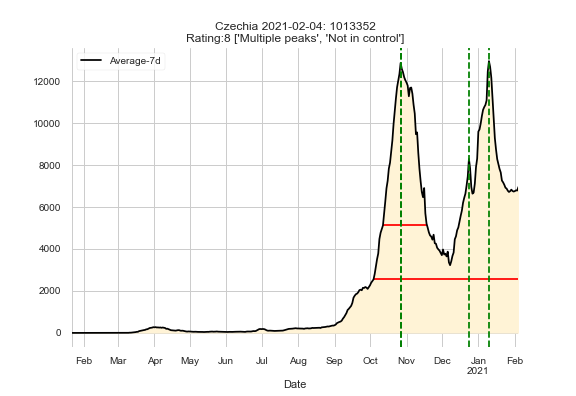 Czechia 2021-02-04: 1013352
Rating:8 ['Multiple peaks', 'Not in control']
Average-7d
12000
10000
8000
6000
4000
2000
0
Feb Mar Apr May Jun Jul Aug Sep Oct Nov Dec Jan Feb
2021
Date